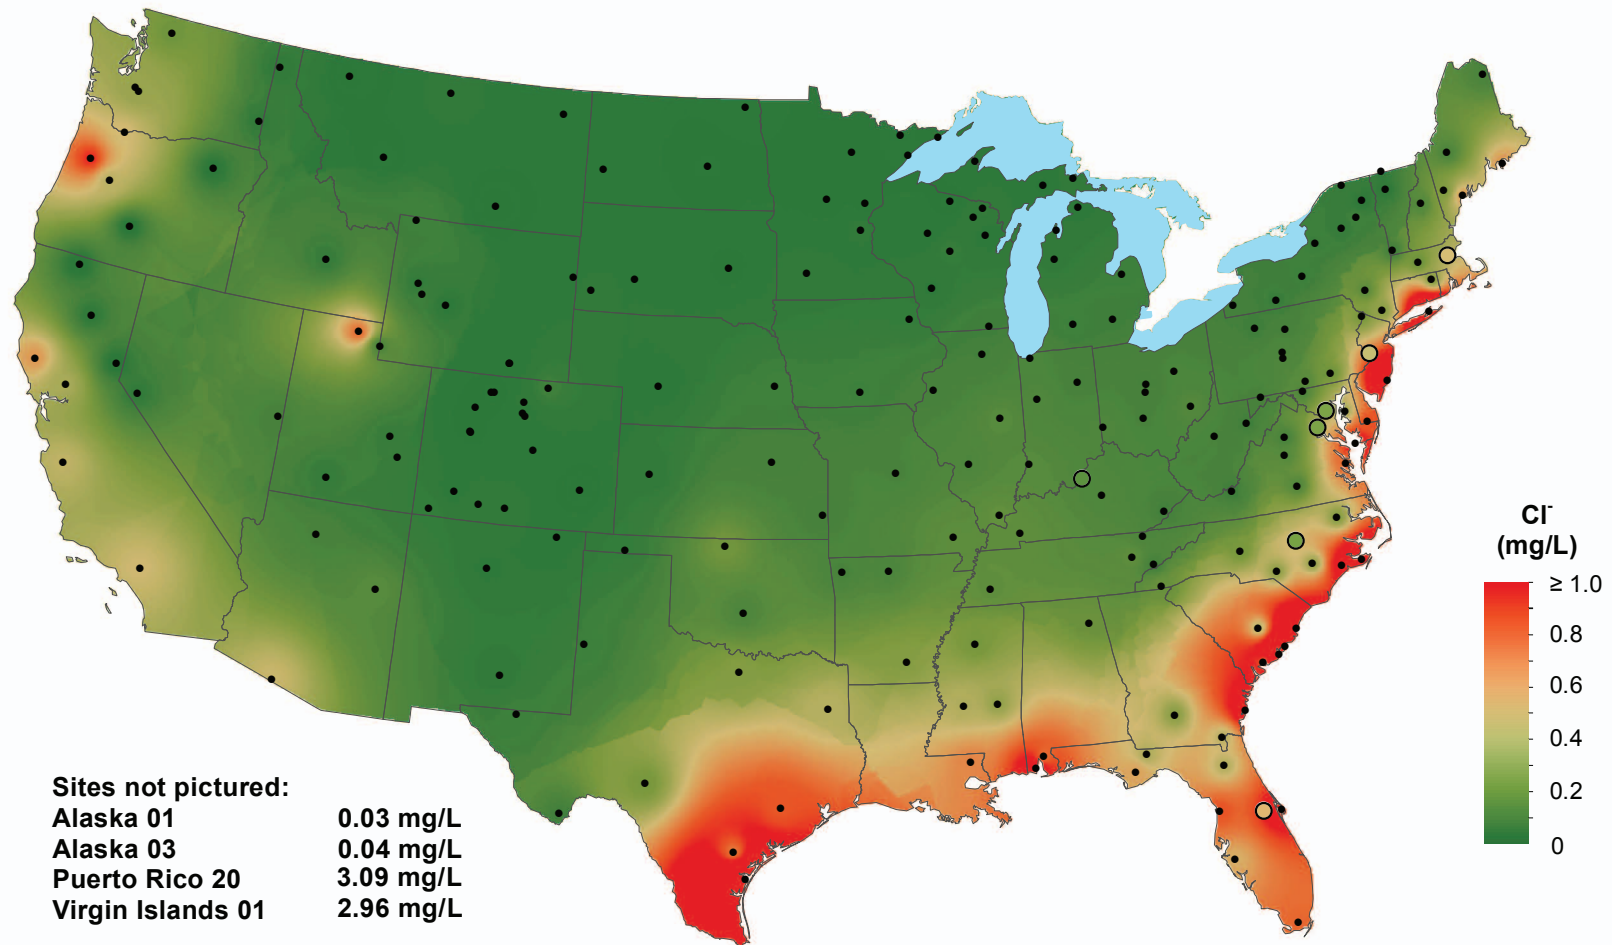 Cl-
(mg/L)
≥ 1.0
0.8
0.6
0.4
0.2
0
Sites not pictured:
Alaska 01 0.03 mg/L
Alaska 03 0.04 mg/L
Puerto Rico 20 3.09 mg/L
Virgin Islands 01 2.96 mg/L